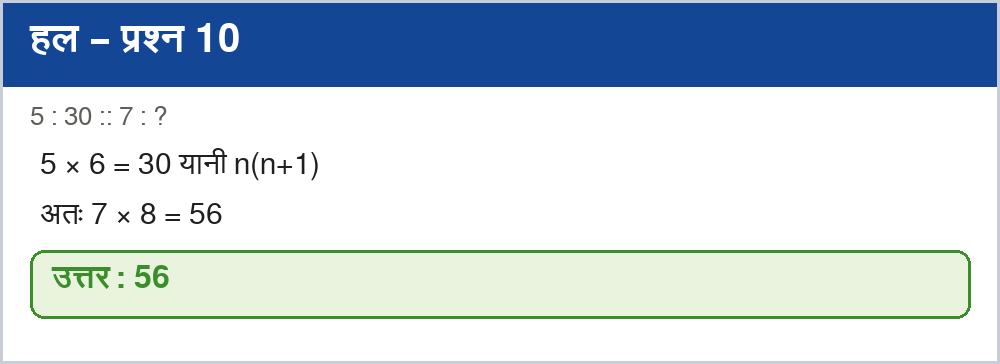 हल – प्रश्न 10
5 : 30 :: 7 : ?
5 × 6 = 30 यानी n(n+1)
अतः 7 × 8 = 56
उत्तर : 56